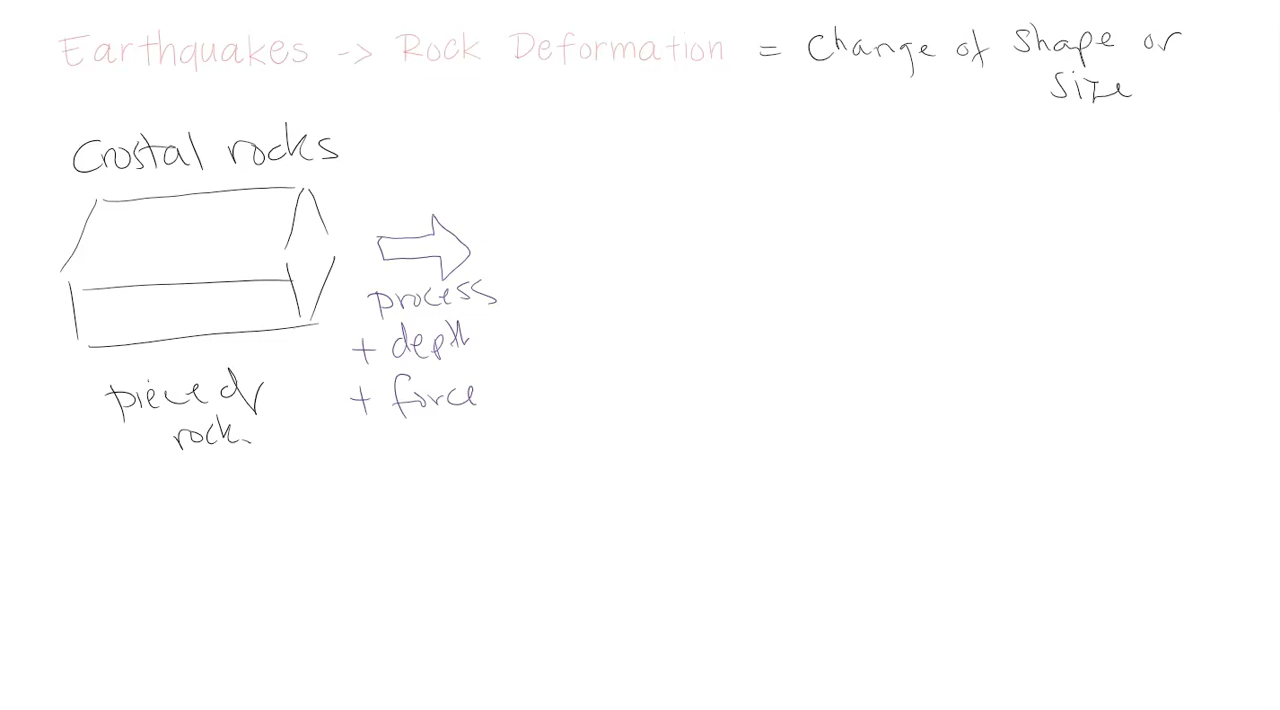 Earthquakes -> Rock Deformation = Change of shape or
size
Crustal rocks
process
+ depth
+ force
piece of
rock.